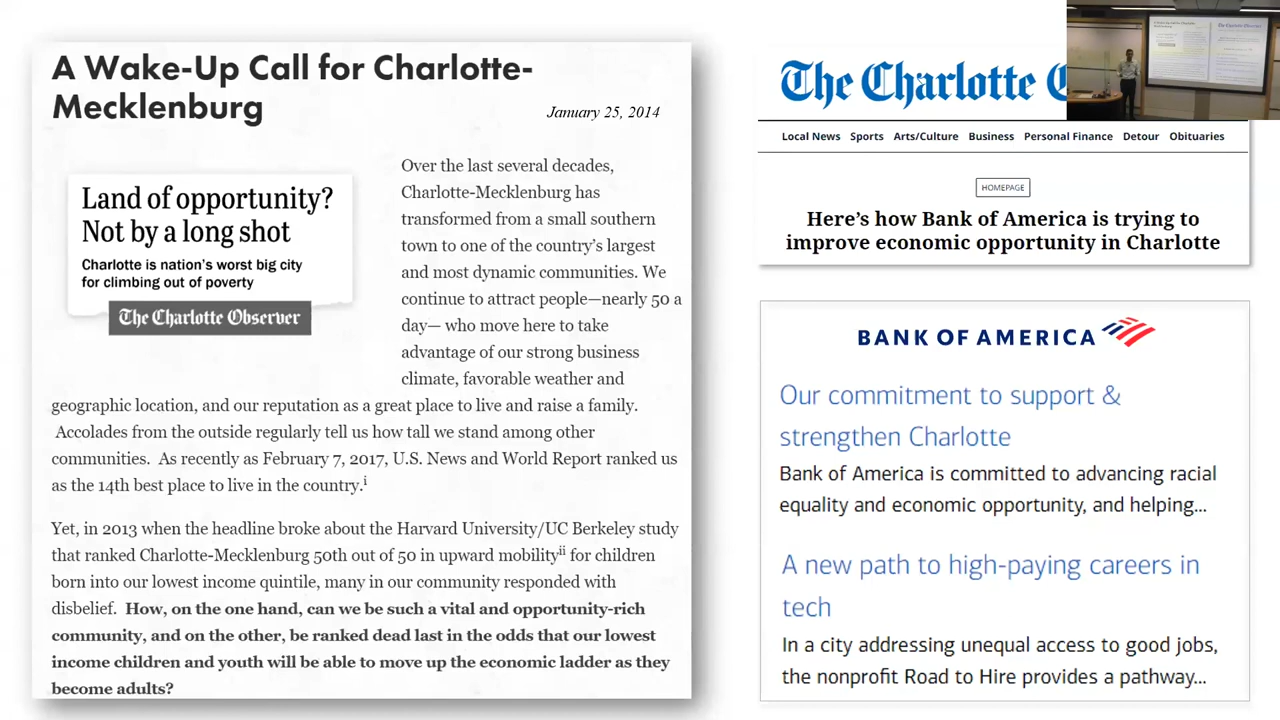 A Wake-Up Call for Charlotte-
Mecklenburg
January 25, 2014
Land of opportunity?
Not by a long shot
Charlotte is nation's worst big city
for climbing out of poverty
The Charlotte Observer
Over the last several decades,
Charlotte-Mecklenburg has
transformed from a small southern
town to one of the country's largest
and most dynamic communities. We
continue to attract people—nearly 50 a
day— who move here to take
advantage of our strong business
climate, favorable weather and
geographic location, and our reputation as a great place to live and raise a family.
Accolades from the outside regularly tell us how tall we stand among other
communities.  As recently as February 7, 2017, U.S. News and World Report ranked us
as the 14th best place to live in the country.i
Yet, in 2013 when the headline broke about the Harvard University/UC Berkeley study
that ranked Charlotte-Mecklenburg 50th out of 50 in upward mobilityii for children
born into our lowest income quintile, many in our community responded with
disbelief.  How, on the one hand, can we be such a vital and opportunity-rich
community, and on the other, be ranked dead last in the odds that our lowest
income children and youth will be able to move up the economic ladder as they
become adults?
The Charlotte
Local News Sports Arts/Culture Business Personal Finance Detour Obituaries
HOMEPAGE
Here's how Bank of America is trying to
improve economic opportunity in Charlotte
BANK OF AMERICA
Our commitment to support &
strengthen Charlotte
Bank of America is committed to advancing racial
equality and economic opportunity, and helping...
A new path to high-paying careers in
tech
In a city addressing unequal access to good jobs,
the nonprofit Road to Hire provides a pathway...